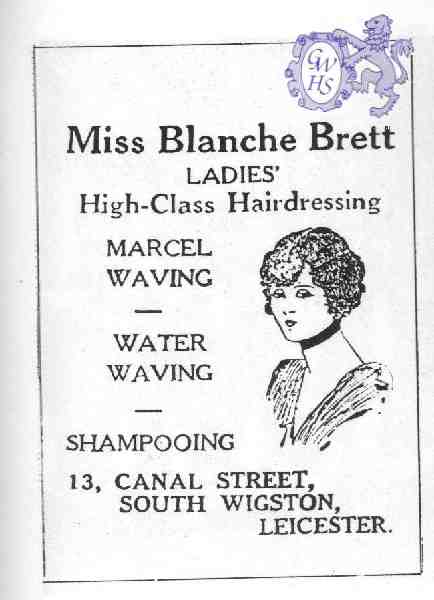 GW
HS
Miss Blanche Brett
LADIES'
High-Class Hairdressing
MARCEL
WAVING
—
WATER
WAVING
—
SHAMPOOING
13, CANAL STREET,
SOUTH WIGSTON,
LEICESTER.